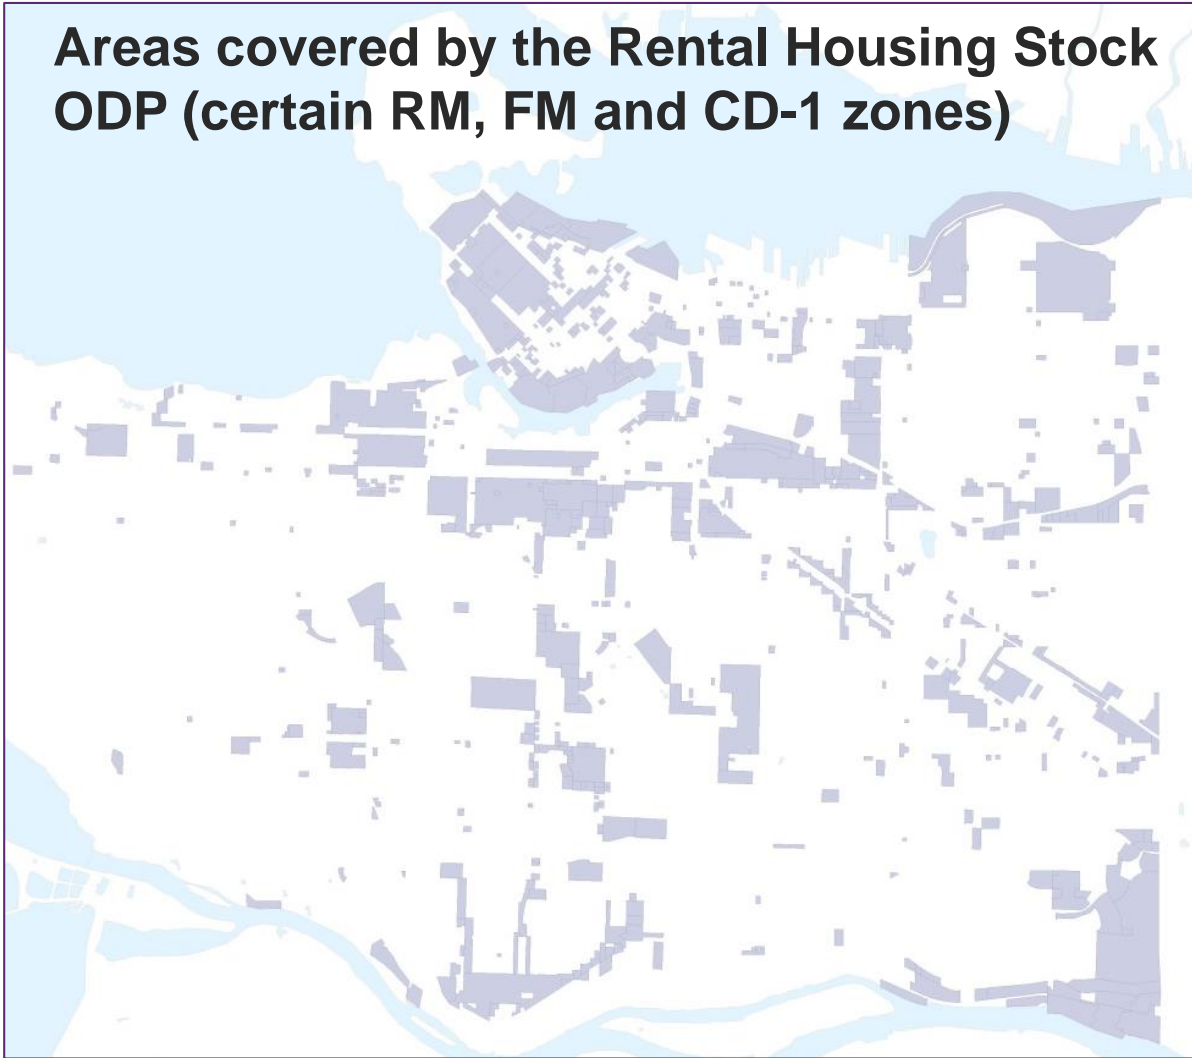 Areas covered by the Rental Housing Stock
ODP (certain RM, FM and CD-1 zones)